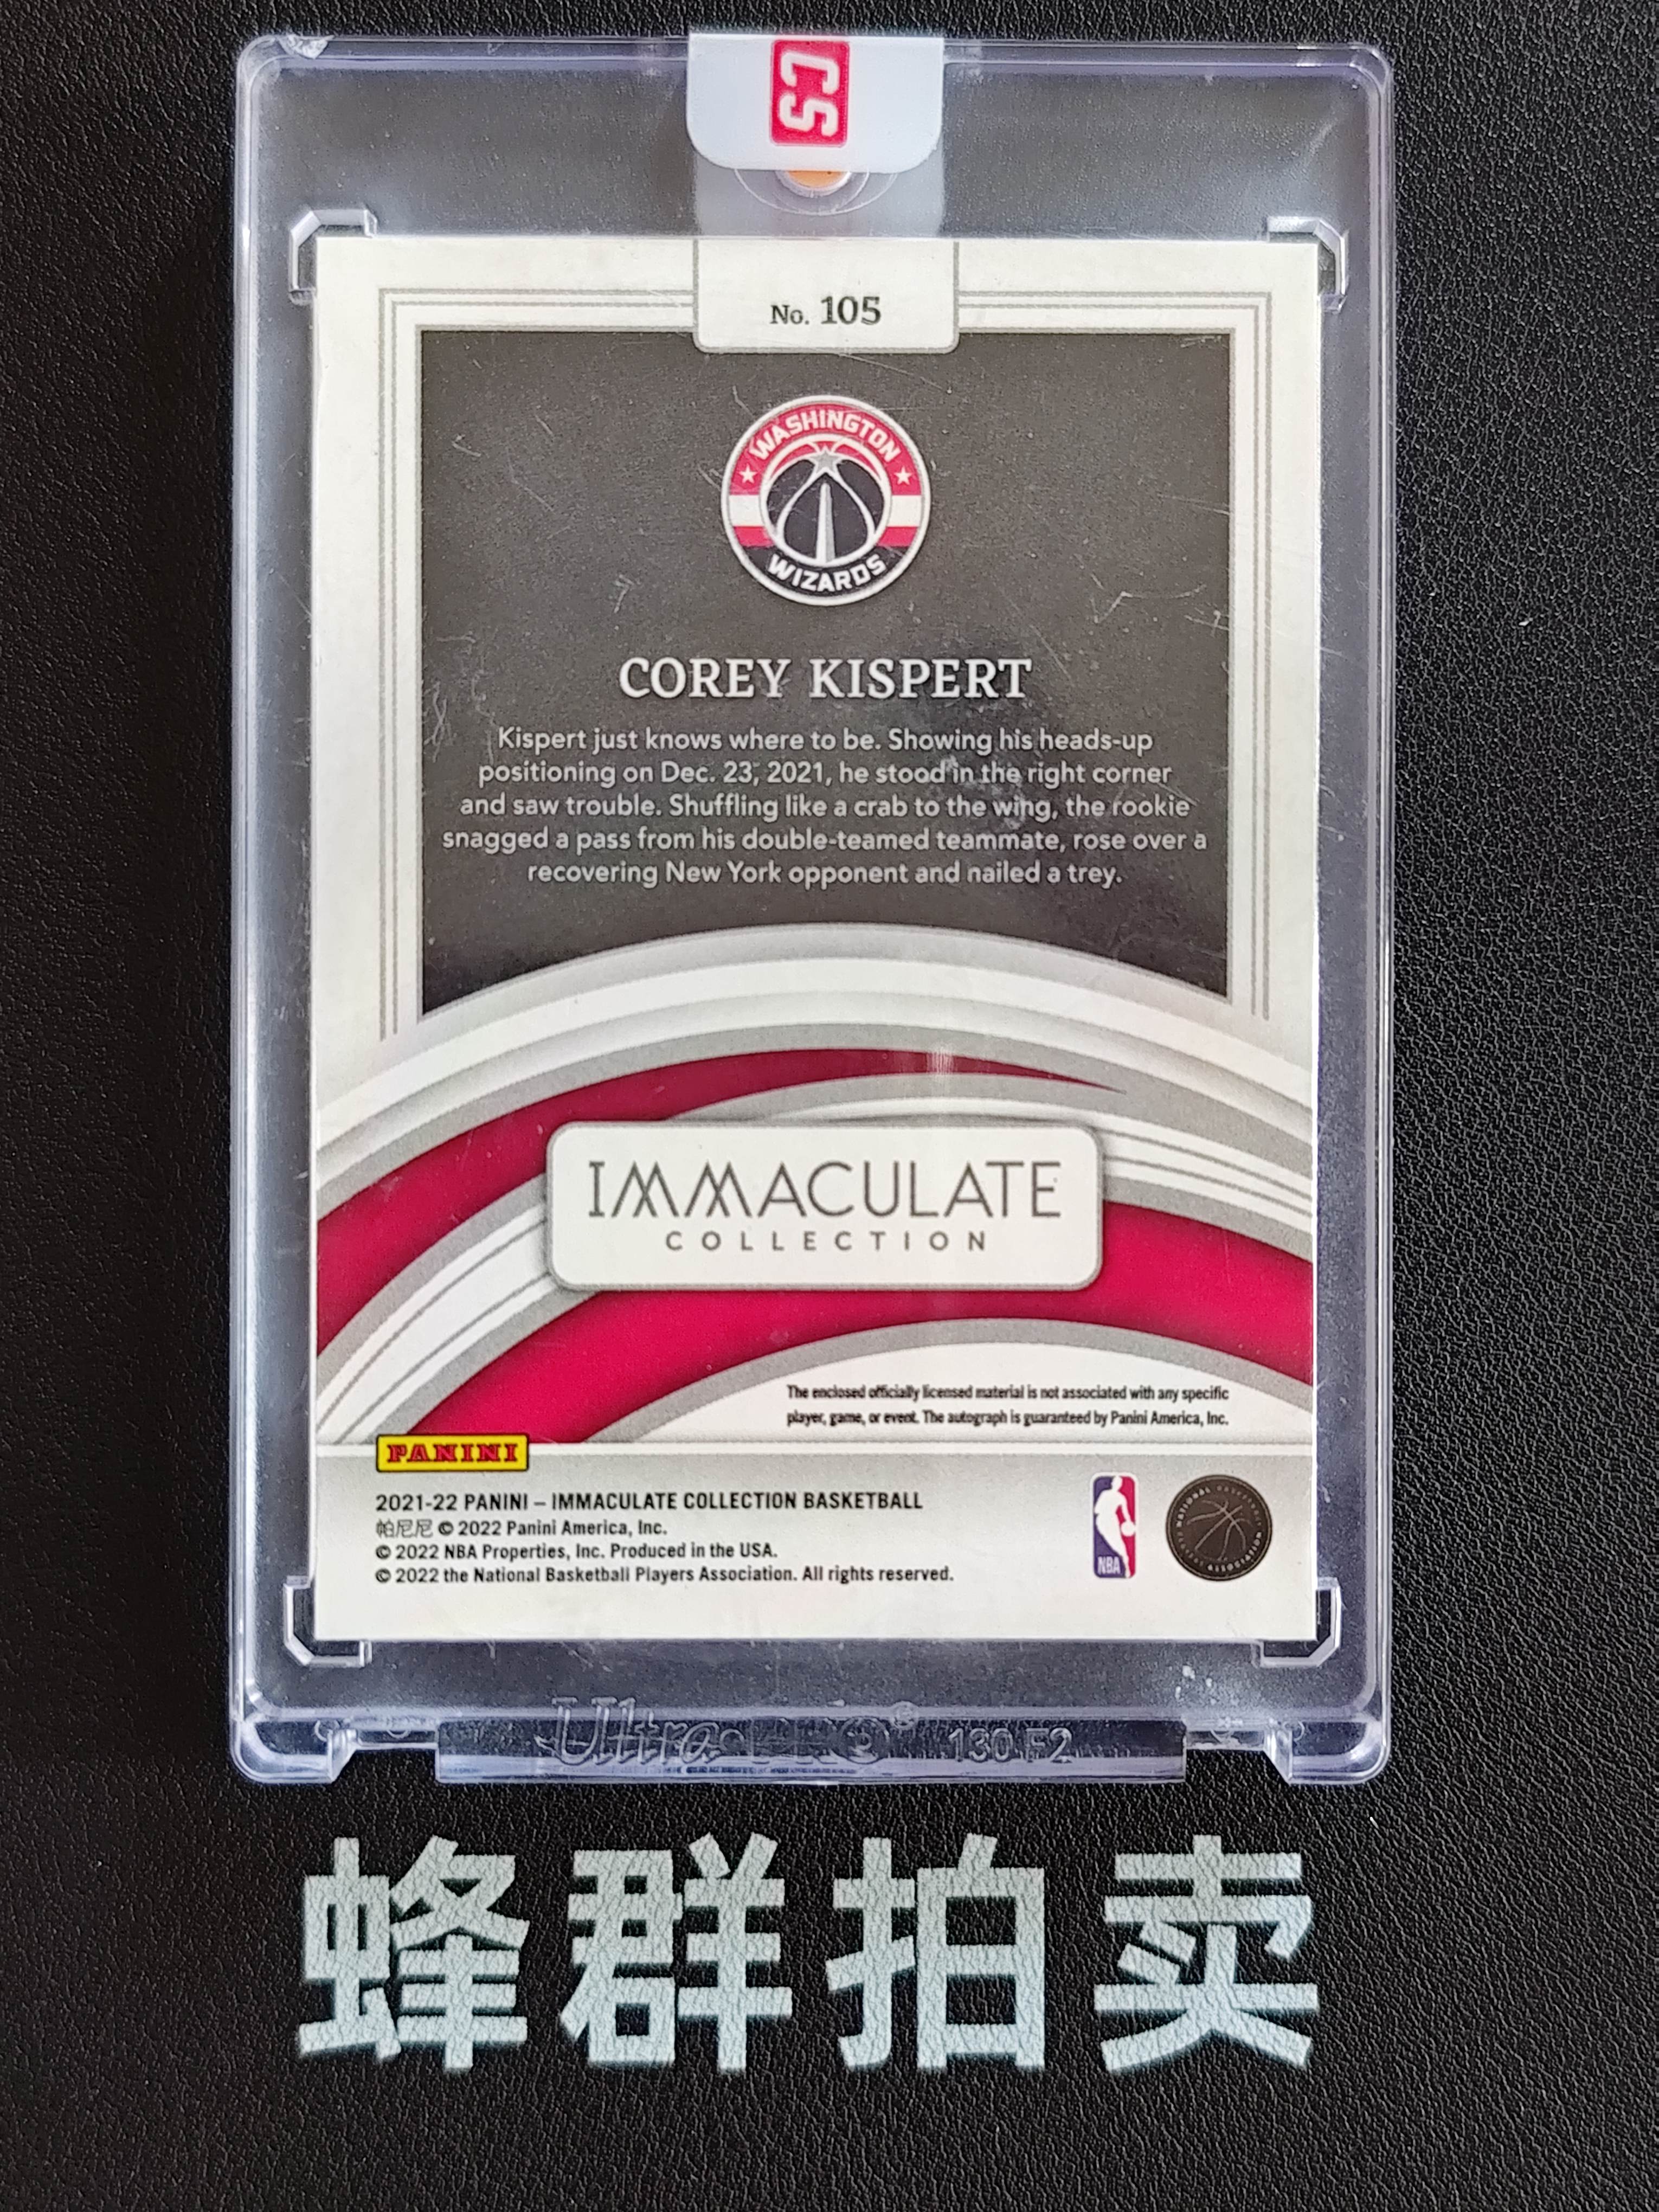 CS
No. 105
WASHINGTON
WIZARDS
COREY KISPERT
Kispert just knows where to be. Showing his heads-up
positioning on Dec. 23, 2021, he stood in the right corner
and saw trouble. Shuffling like a crab to the wing, the rookie
snagged a pass from his double-teamed teammate, rose over a
recovering New York opponent and nailed a trey.
IMMACULATE
COLLECTION
The enclosed officially licensed material is not associated with any specific
player, game, or event. The autograph is guaranteed by Panini America, Inc.
PANINI
2021-22 PANINI – IMMACULATE COLLECTION BASKETBALL
帕尼尼 © 2022 Panini America, Inc.
© 2022 NBA Properties, Inc. Produced in the USA.
© 2022 the National Basketball Players Association. All rights reserved.
NBA
NATIONAL BASKETBALL
ASSOCIATION
Ultra
130 F2
蜂群拍卖